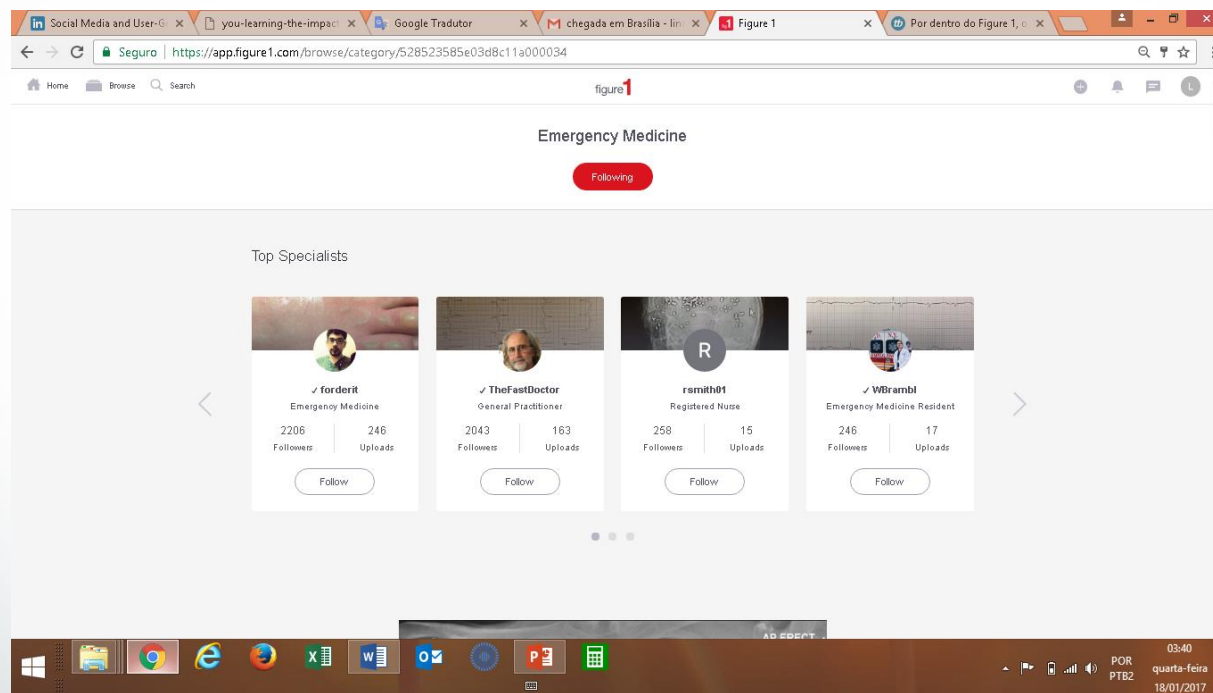 Social Media and User-G
you-learning-the-impact
Google Tradutor
chegada em Brasília - lin
Figure 1
Por dentro do Figure 1, o
Seguro | https://app.figure1.com/browse/category/528523585e03d8c11a000034
Home Browse Search
figure1
L
Emergency Medicine
Following
Top Specialists
R
✓ forderit
Emergency Medicine
2206 246
Followers Uploads
Follow
✓ TheFastDoctor
General Practitioner
2043 163
Followers Uploads
Follow
rsmith01
Registered Nurse
258 15
Followers Uploads
Follow
✓ WBrambl
Emergency Medicine Resident
246 17
Followers Uploads
Follow
AP ERECT
POR
PTB2
03:40
quarta-feira
18/01/2017